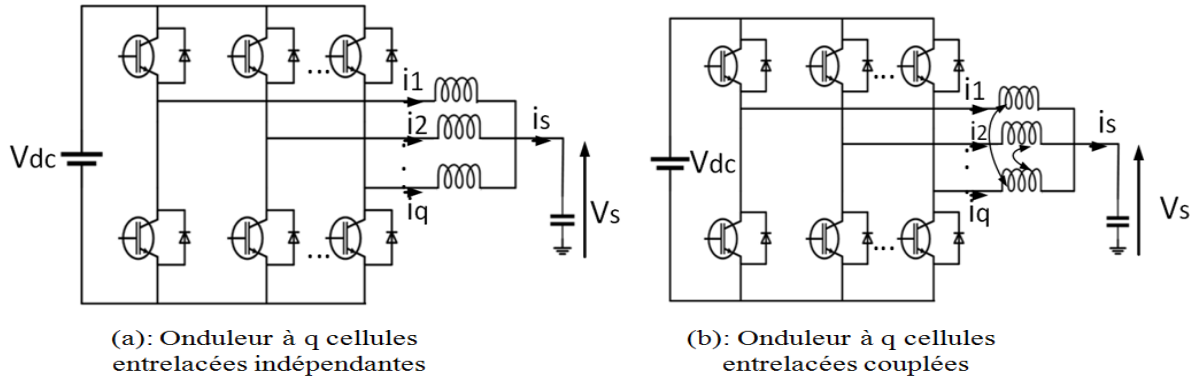 Vdc
...
i1
i2
iq
is
Vs
...
(a): Onduleur à q cellules
entrelacées indépendantes
Vdc
...
i1
i2
iq
is
Vs
...
(b): Onduleur à q cellules
entrelacées couplées